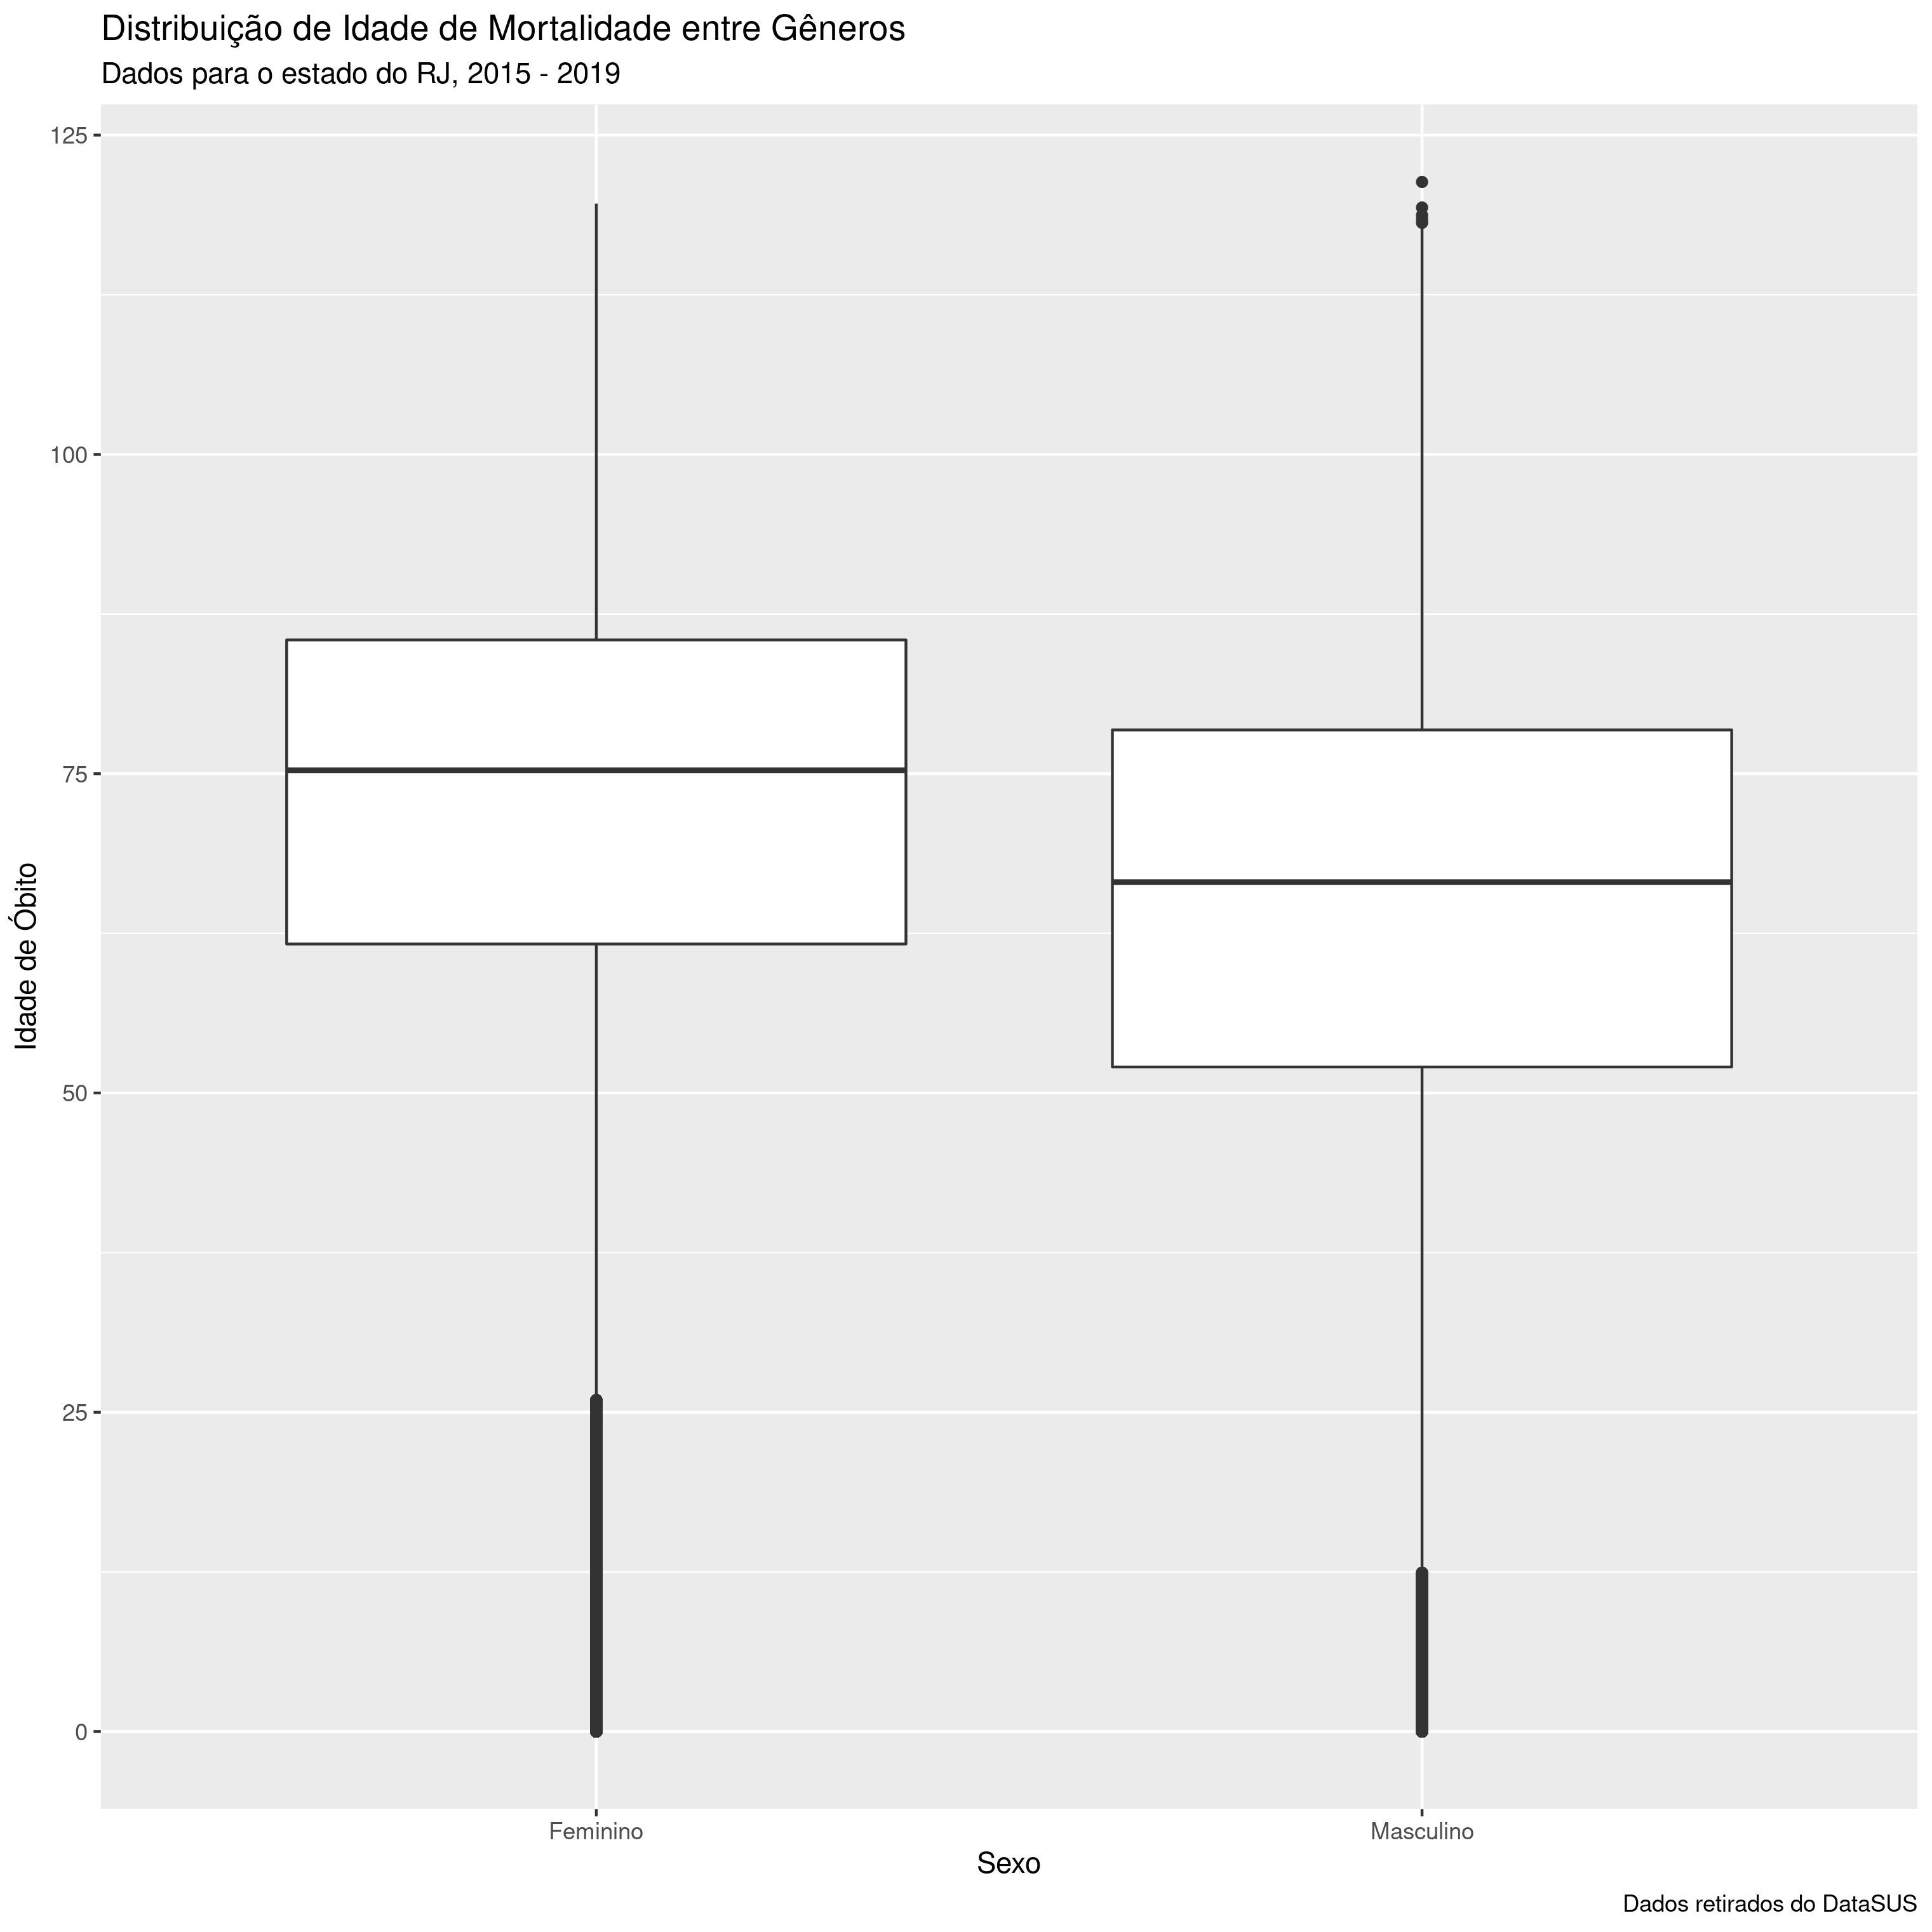 Distribuição de Idade de Mortalidade entre Gêneros
Dados para o estado do RJ, 2015 - 2019
125
100
75
50
25
0
Idade de Óbito
Feminino
Masculino
Sexo
Dados retirados do DataSUS